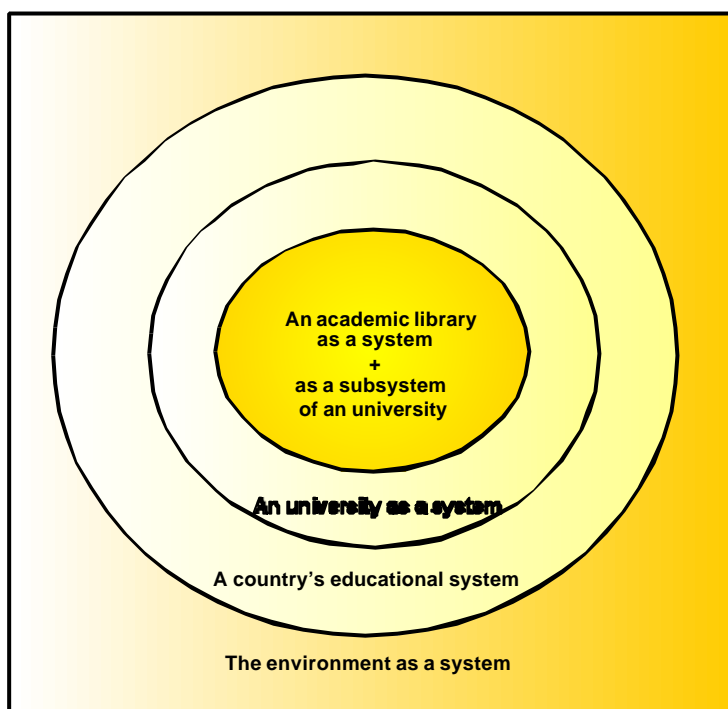 An academic library
as a system
+
as a subsystem
of an university
An university as a system
A country's educational system
The environment as a system